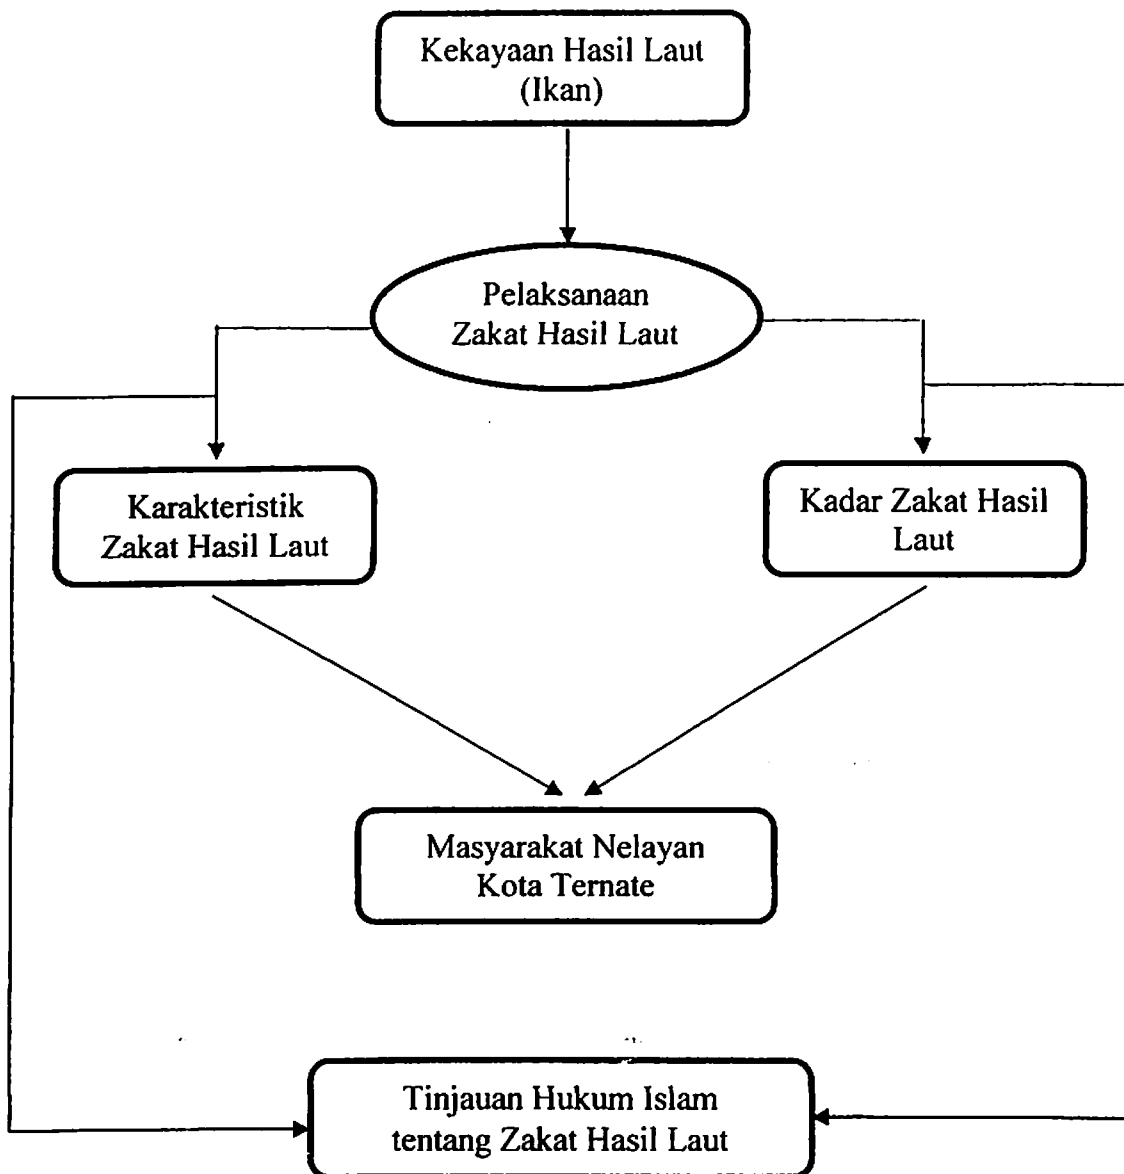 Kekayaan Hasil Laut
(Ikan)
Pelaksanaan
Zakat Hasil Laut
Karakteristik
Zakat Hasil Laut
Kadar Zakat Hasil
Laut
Masyarakat Nelayan
Kota Ternate
Tinjauan Hukum Islam
tentang Zakat Hasil Laut